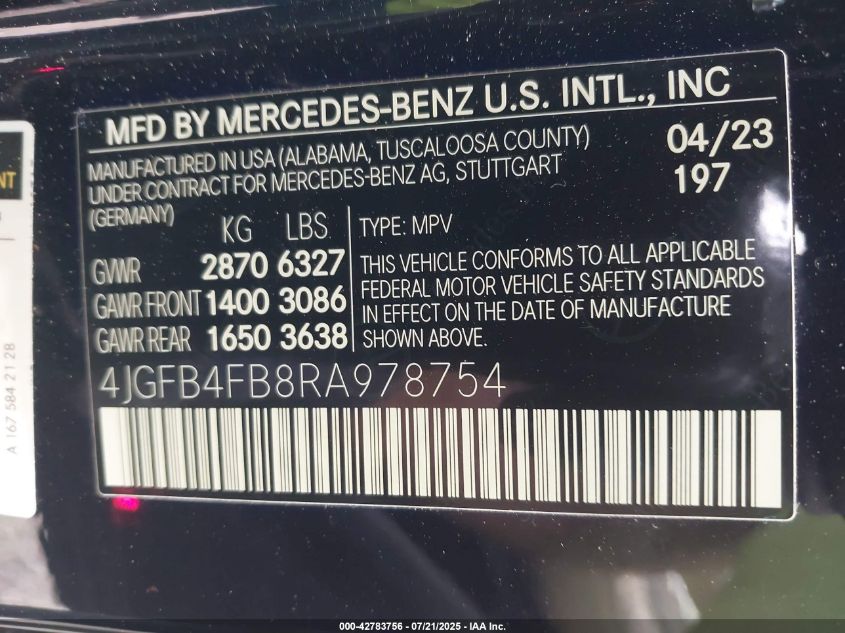 MFD BY MERCEDES-BENZ U.S. INTL., INC
MANUFACTURED IN USA (ALABAMA, TUSCALOOSA COUNTY)
UNDER CONTRACT FOR MERCEDES-BENZ AG, STUTTGART
(GERMANY)
04/23
197
KG LBS
GVWR 2870 6327
GAWR FRONT 1400 3086
GAWR REAR 1650 3638
TYPE: MPV
THIS VEHICLE CONFORMS TO ALL APPLICABLE
FEDERAL MOTOR VEHICLE SAFETY STANDARDS
IN EFFECT ON THE DATE OF MANUFACTURE
SHOWN ABOVE.
4JGFB4FB8RA978754
A 167 584 21 28
000-42783756 - 07/21/2025 - IAA Inc.